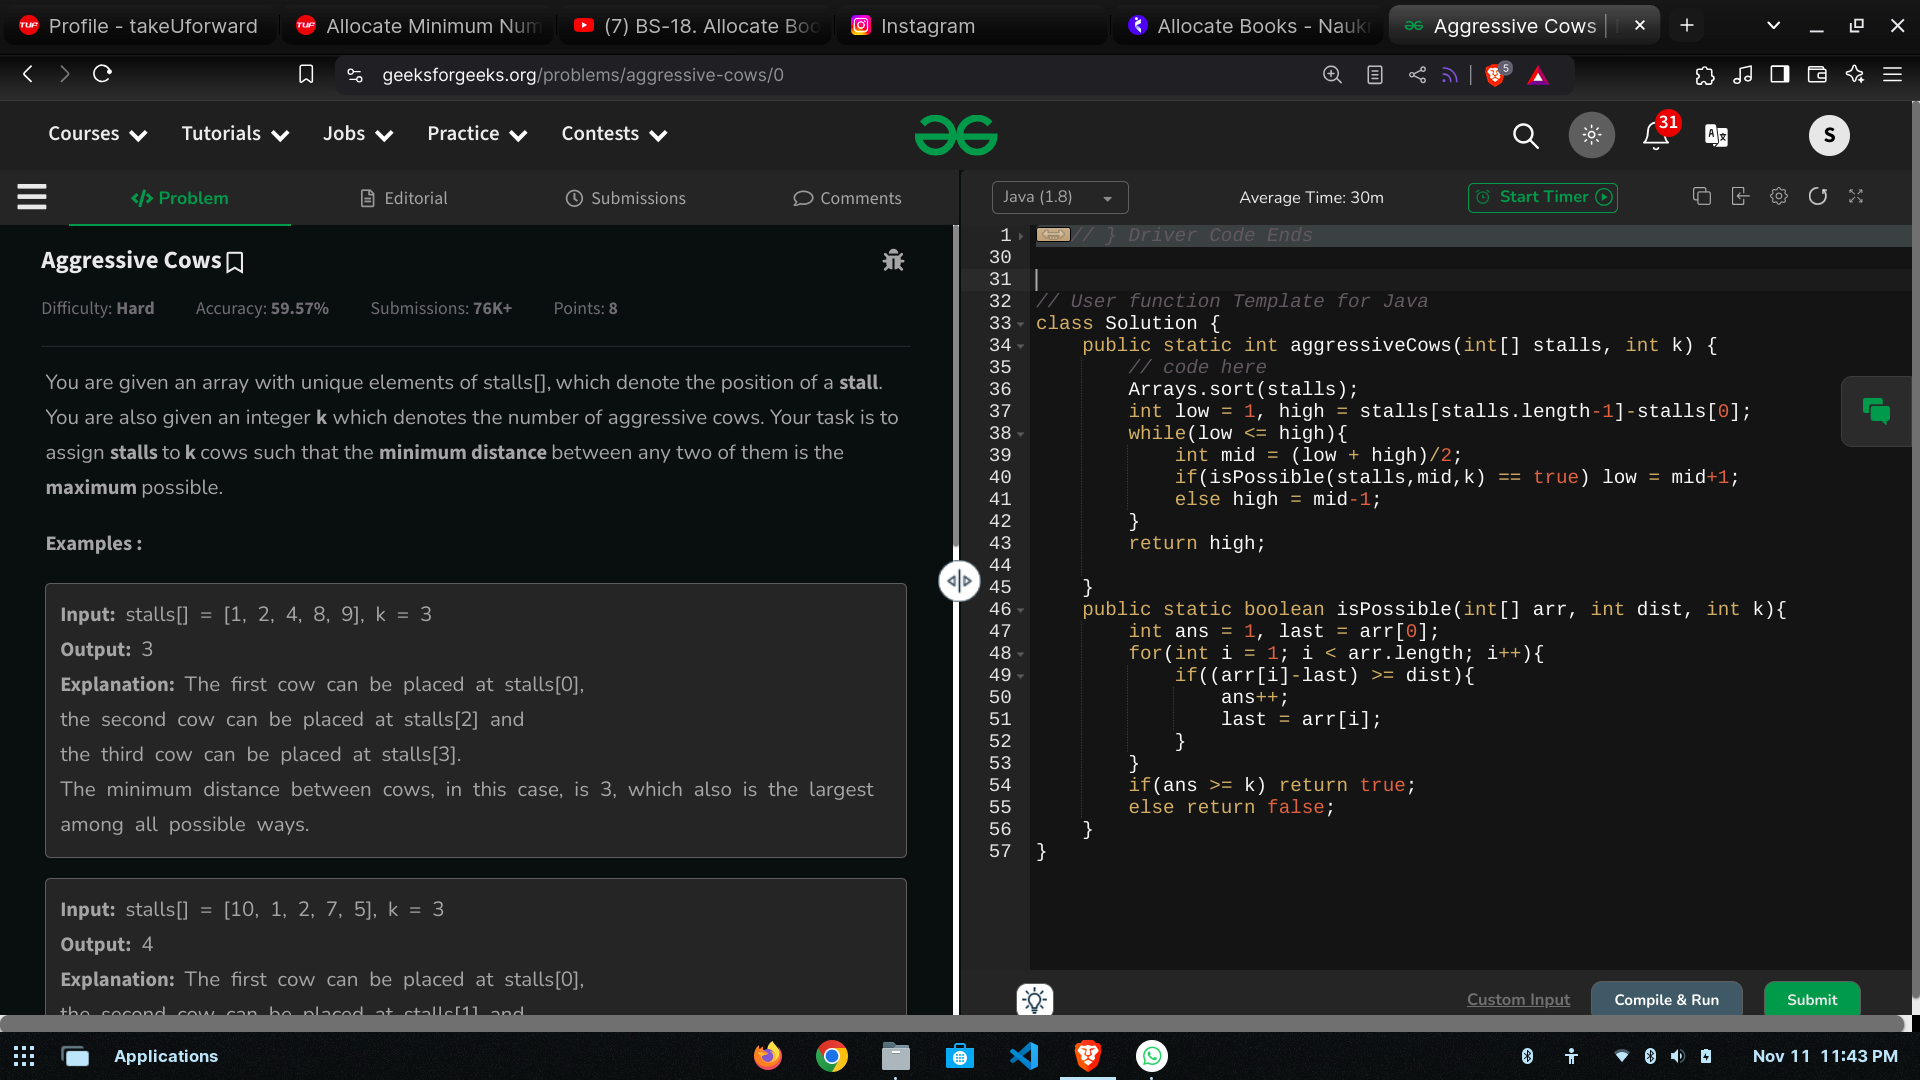 Profile - takeUforward
Allocate Minimum Num
(7) BS-18. Allocate Boo
Instagram
Allocate Books - Naukr
Aggressive Cows |
geeksforgeeks.org/problems/aggressive-cows/0
5
Courses
Tutorials
Jobs
Practice
Contests
31
S
</> Problem
Editorial
Submissions
Comments
Java (1.8)
Average Time: 30m
Start Timer
Aggressive Cows
Difficulty: Hard
Accuracy: 59.57%
Submissions: 76K+
Points: 8
You are given an array with unique elements of stalls[], which denote the position of a stall.
You are also given an integer k which denotes the number of aggressive cows. Your task is to
assign stalls to k cows such that the minimum distance between any two of them is the
maximum possible.
Examples :
Input: stalls[] = [1, 2, 4, 8, 9], k = 3
Output: 3
Explanation: The first cow can be placed at stalls[0],
the second cow can be placed at stalls[2] and
the third cow can be placed at stalls[3].
The minimum distance between cows, in this case, is 3, which also is the largest
among all possible ways.
Input: stalls[] = [10, 1, 2, 7, 5], k = 3
Output: 4
Explanation: The first cow can be placed at stalls[0],
the second cow can be placed at stalls[1] and
1 // } Driver Code Ends
30
31
32 // User function Template for Java
33 class Solution {
34     public static int aggressiveCows(int[] stalls, int k) {
35         // code here
36         Arrays.sort(stalls);
37         int low = 1, high = stalls[stalls.length-1]-stalls[0];
38         while(low <= high){
39             int mid = (low + high)/2;
40             if(isPossible(stalls,mid,k) == true) low = mid+1;
41             else high = mid-1;
42         }
43         return high;
44
45     }
46     public static boolean isPossible(int[] arr, int dist, int k){
47         int ans = 1, last = arr[0];
48         for(int i = 1; i < arr.length; i++){
49             if((arr[i]-last) >= dist){
50                 ans++;
51                 last = arr[i];
52             }
53         }
54         if(ans >= k) return true;
55         else return false;
56     }
57 }
Custom Input
Compile & Run
Submit
Applications
Nov 11 11:43 PM